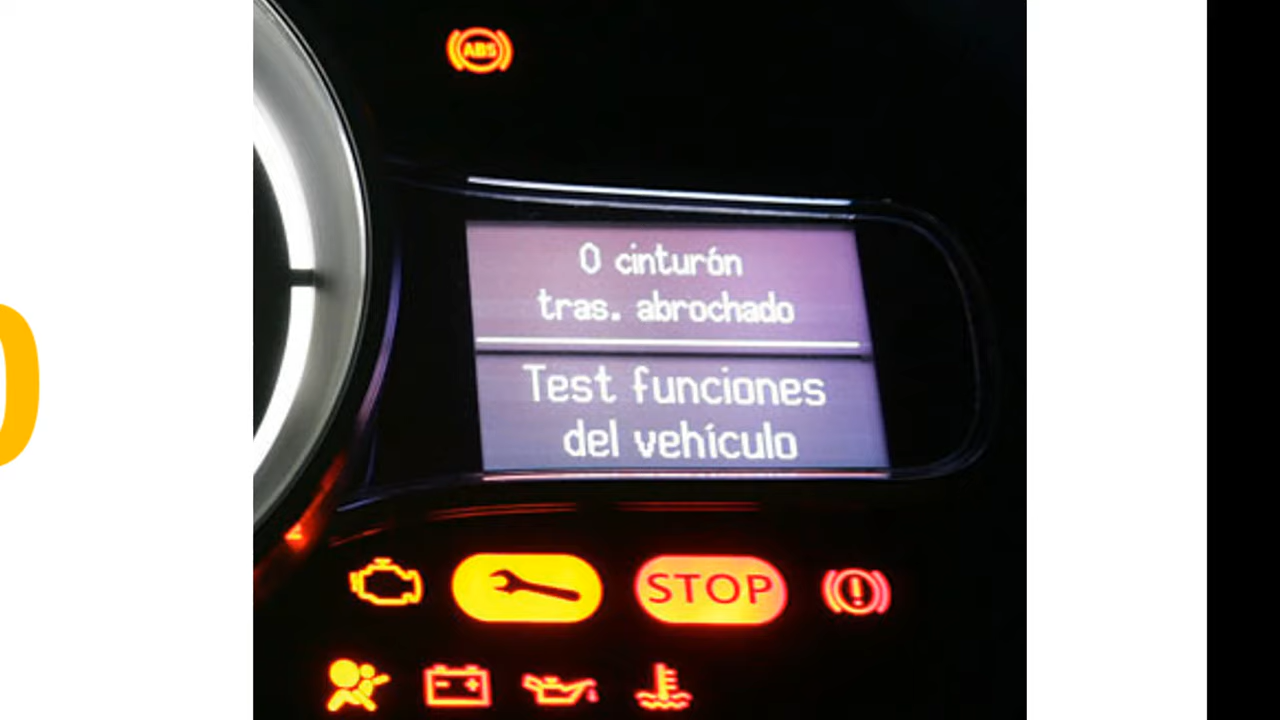 ABS
0 cinturón
tras. abrochado
Test funciones
del vehículo
STOP